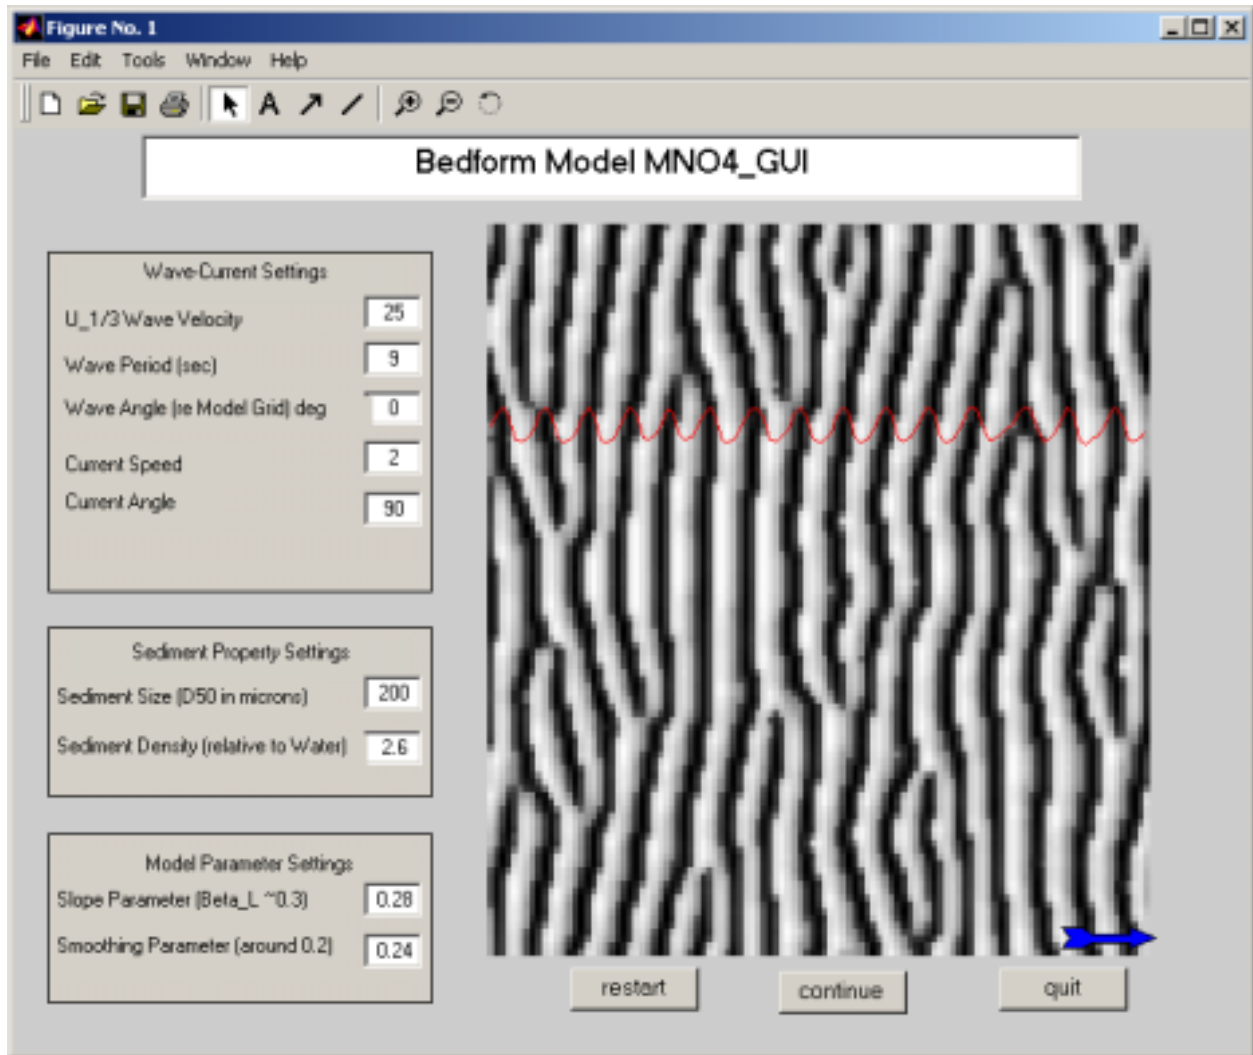 Figure No. 1
File Edit Tools Window Help
A
Bedform Model MNO4_GUI
Wave-Current Settings
U_1/3 Wave Velocity 25
Wave Period (sec) 9
Wave Angle (re Model Grid) deg 0
Current Speed 2
Current Angle 90
Sediment Property Settings
Sediment Size (D50 in microns) 200
Sediment Density (relative to Water) 2.6
Model Parameter Settings
Slope Parameter (Beta_L ~0.3) 0.28
Smoothing Parameter (around 0.2) 0.24
restart continue quit